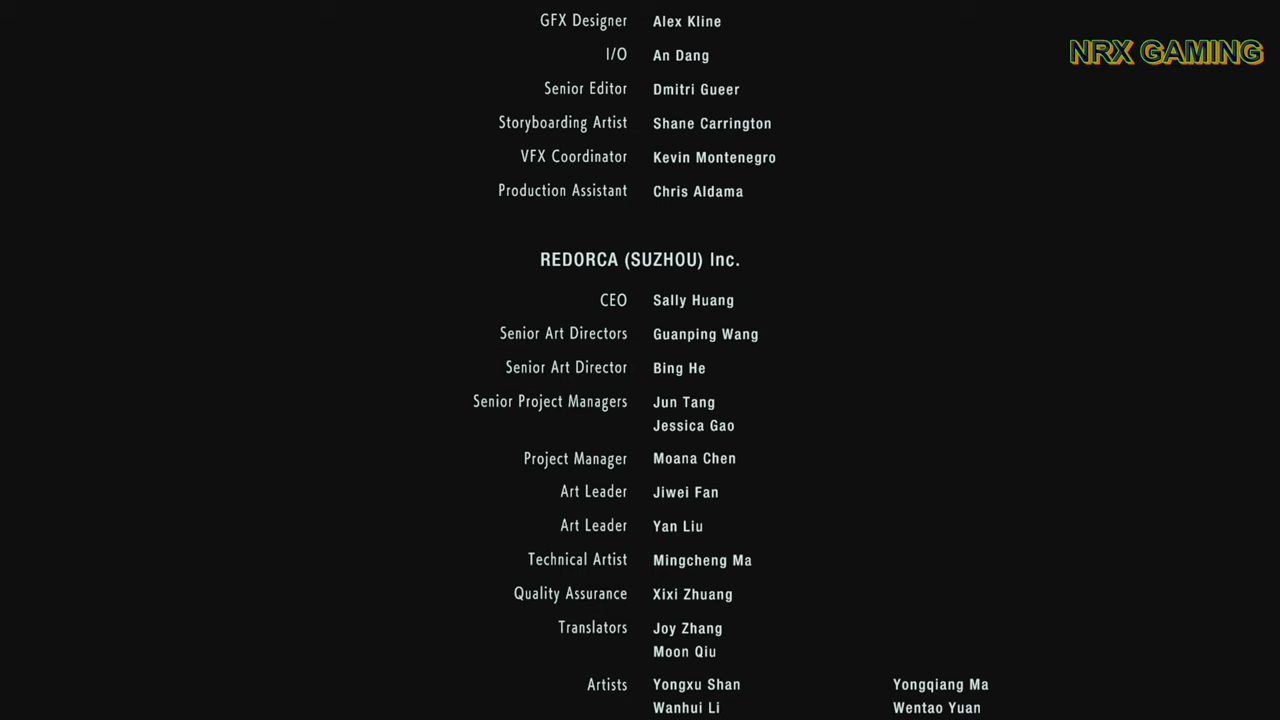 GFX Designer Alex Kline
NRX GAMING
I/O An Dang
Senior Editor Dmitri Gueer
Storyboarding Artist Shane Carrington
VFX Coordinator Kevin Montenegro
Production Assistant Chris Aldama
REDORCA (SUZHOU) Inc.
CEO Sally Huang
Senior Art Directors Guanping Wang
Senior Art Director Bing He
Senior Project Managers Jun Tang
Jessica Gao
Project Manager Moana Chen
Art Leader Jiwei Fan
Art Leader Yan Liu
Technical Artist Mingcheng Ma
Quality Assurance Xixi Zhuang
Translators Joy Zhang
Moon Qiu
Artists Yongxu Shan Yongqiang Ma
Wanhui Li Wentao Yuan